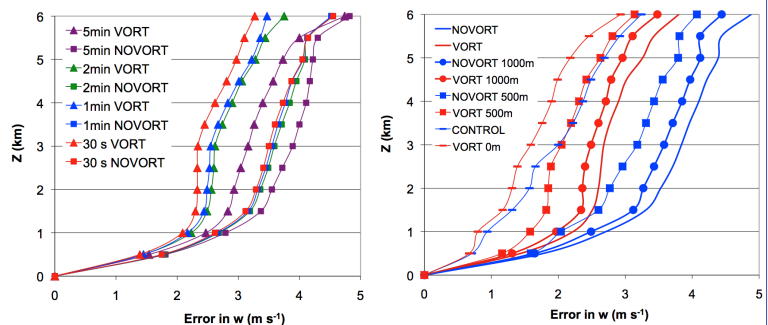 6
5
4
3
2
1
0
Z (km)
5min VORT
5min NOVORT
2min VORT
2min NOVORT
1min VORT
1min NOVORT
30 s VORT
30 s NOVORT
0 1 2 3 4 5
Error in w (m s⁻¹)
6
5
4
3
2
1
0
Z (km)
NOVORT
VORT
NOVORT 1000m
VORT 1000m
NOVORT 500m
VORT 500m
CONTROL
VORT 0m
0 1 2 3 4 5
Error in w (m s⁻¹)